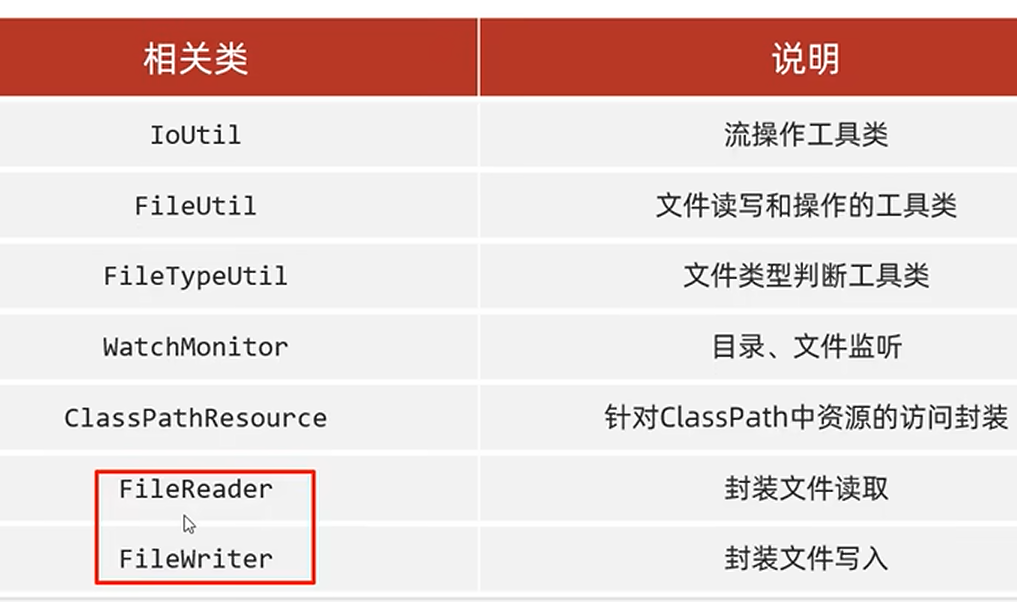 相关类 说明
IoUtil 流操作工具类
FileUtil 文件读写和操作的工具类
FileTypeUtil 文件类型判断工具类
WatchMonitor 目录、文件监听
ClassPathResource 针对ClassPath中资源的访问封装
FileReader 封装文件读取
FileWriter 封装文件写入